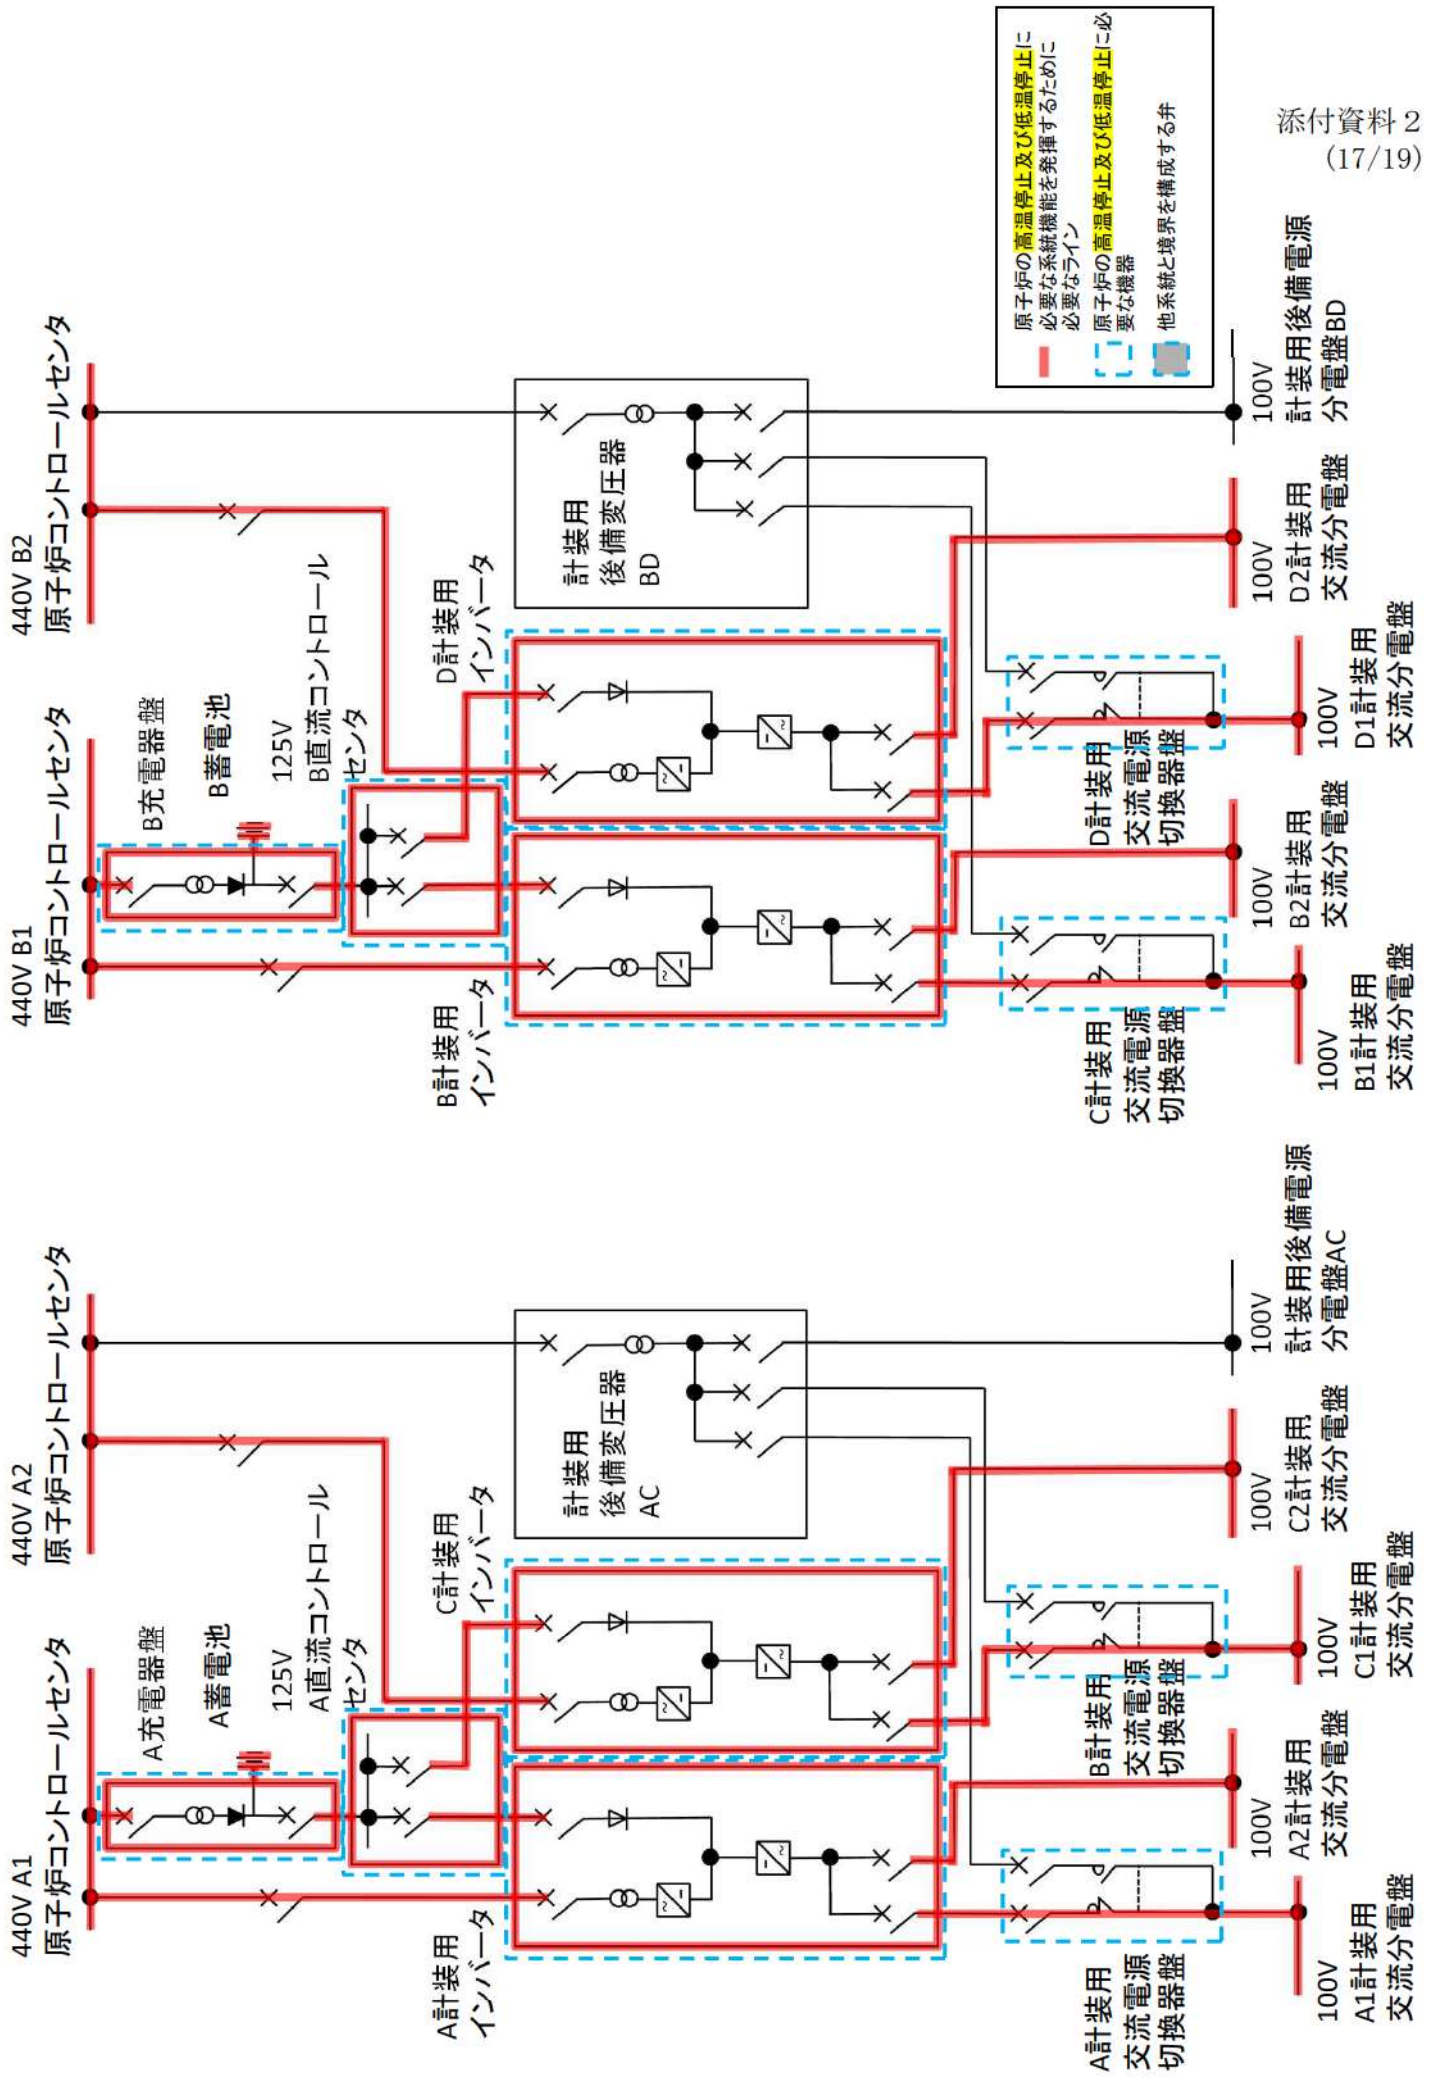 添付資料2
(17/19)
440V A1
原子炉コントロールセンタ
440V A2
原子炉コントロールセンタ
440V B1
原子炉コントロールセンタ
440V B2
原子炉コントロールセンタ
A充電器盤
A蓄電池
125V
A直流コントロール
センタ
B充電器盤
B蓄電池
125V
B直流コントロール
センタ
A計装用
インバータ
C計装用
インバータ
B計装用
インバータ
D計装用
インバータ
計装用
後備変圧器
AC
計装用
後備変圧器
BD
A計装用
交流電源
切換器盤
B計装用
交流電源
切換器盤
C計装用
交流電源
切換器盤
D計装用
交流電源
切換器盤
100V
A1計装用
交流分電盤
100V
A2計装用
交流分電盤
100V
C1計装用
交流分電盤
100V
C2計装用
交流分電盤
100V
計装用後備電源
分電盤AC
100V
B1計装用
交流分電盤
100V
B2計装用
交流分電盤
100V
D1計装用
交流分電盤
100V
D2計装用
交流分電盤
100V
計装用後備電源
分電盤BD
原子炉の高温停止及び低温停止に
必要な系統機能を発揮するために
必要なライン
原子炉の高温停止及び低温停止に必
要な機器
他系統と境界を構成する弁